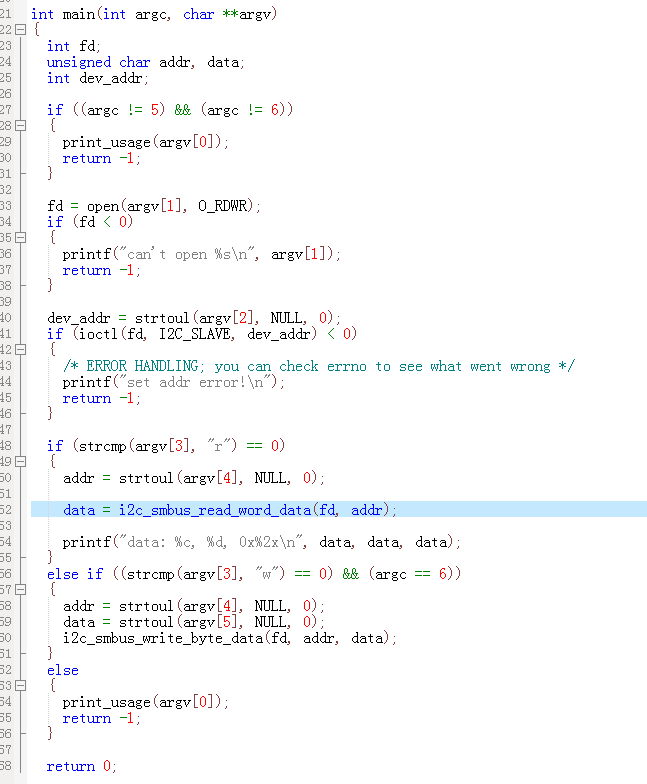 21 int main(int argc, char **argv)
22 {
23 int fd;
24 unsigned char addr, data;
25 int dev_addr;
26
27 if ((argc != 5) && (argc != 6))
28 {
29 print_usage(argv[0]);
30 return -1;
31 }
32
33 fd = open(argv[1], O_RDWR);
34 if (fd < 0)
35 {
36 printf("can't open %s\n", argv[1]);
37 return -1;
38 }
39
40 dev_addr = strtoul(argv[2], NULL, 0);
41 if (ioctl(fd, I2C_SLAVE, dev_addr) < 0)
42 {
43 /* ERROR HANDLING; you can check errno to see what went wrong */
44 printf("set addr error!\n");
45 return -1;
46 }
47
48 if (strcmp(argv[3], "r") == 0)
49 {
50 addr = strtoul(argv[4], NULL, 0);
51
52 data = i2c_smbus_read_word_data(fd, addr);
53
54 printf("data: %c, %d, 0x%2x\n", data, data, data);
55 }
56 else if ((strcmp(argv[3], "w") == 0) && (argc == 6))
57 {
58 addr = strtoul(argv[4], NULL, 0);
59 data = strtoul(argv[5], NULL, 0);
60 i2c_smbus_write_byte_data(fd, addr, data);
61 }
62 else
63 {
64 print_usage(argv[0]);
65 return -1;
66 }
67
68 return 0;